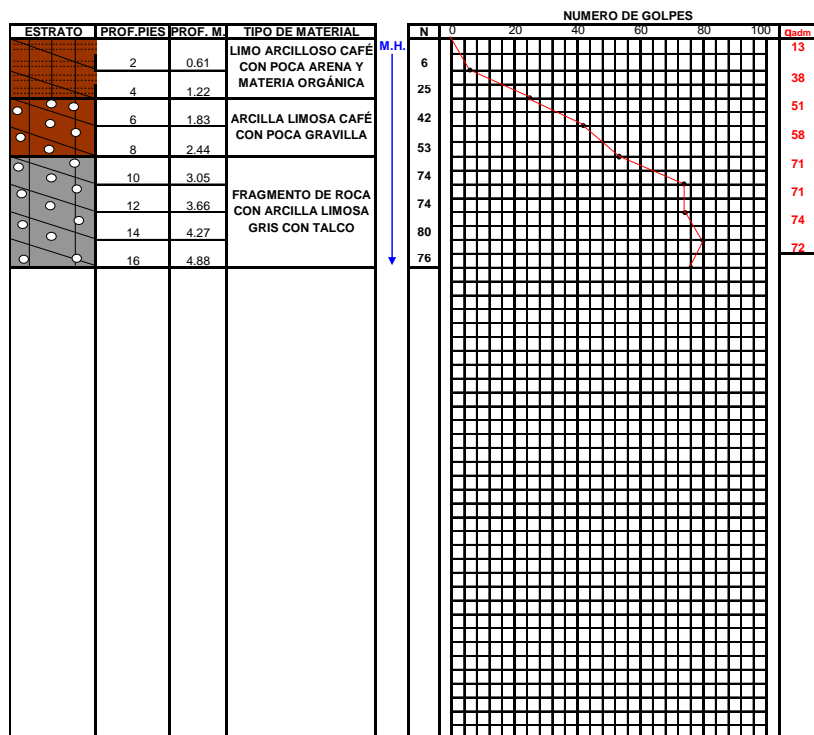 NUMERO DE GOLPES
ESTRATO PROF.PIES PROF. M. TIPO DE MATERIAL N 0 20 40 60 80 100 qadm
LIMO ARCILLOSO CAFÉ M.H. 13
2 0.61 CON POCA ARENA Y 6
MATERIA ORGÁNICA 38
4 1.22 25
51
6 1.83 ARCILLA LIMOSA CAFÉ 42
CON POCA GRAVILLA 58
8 2.44 53
71
10 3.05 74
FRAGMENTO DE ROCA 71
12 3.66 CON ARCILLA LIMOSA 74
GRIS CON TALCO 74
14 4.27 80
72
16 4.88 76